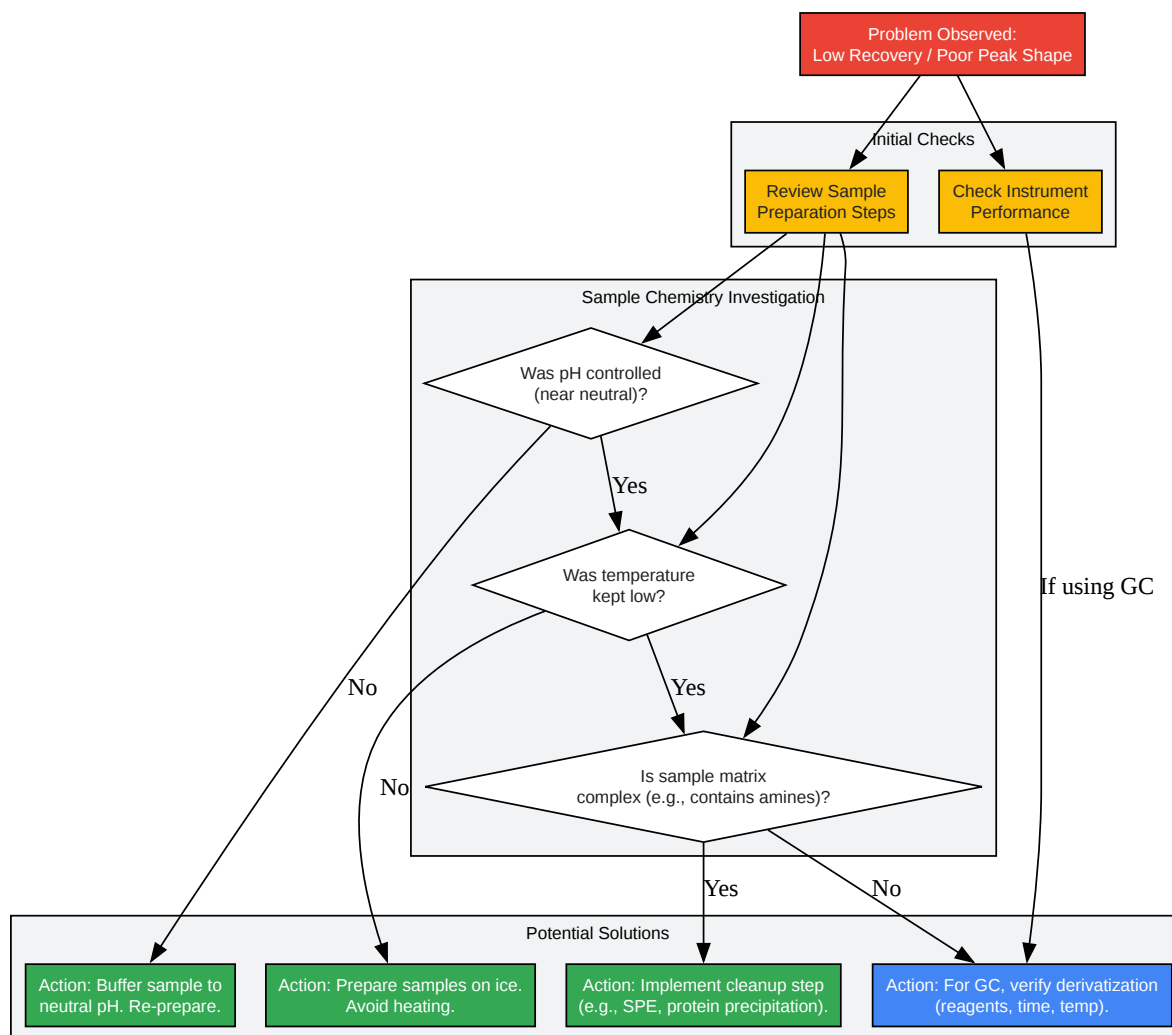 Problem Observed:
Low Recovery / Poor Peak Shape
Initial Checks
Review Sample
Preparation Steps
Check Instrument
Performance
Sample Chemistry Investigation
Was pH controlled
(near neutral)?
Yes
Was temperature
kept low?
If using GC
No
Yes
Is sample matrix
complex (e.g., contains amines)?
No
Yes
No
Potential Solutions
Action: Buffer sample to
neutral pH. Re-prepare.
Action: Prepare samples on ice.
Avoid heating.
Action: Implement cleanup step
(e.g., SPE, protein precipitation).
Action: For GC, verify derivatization
(reagents, time, temp).